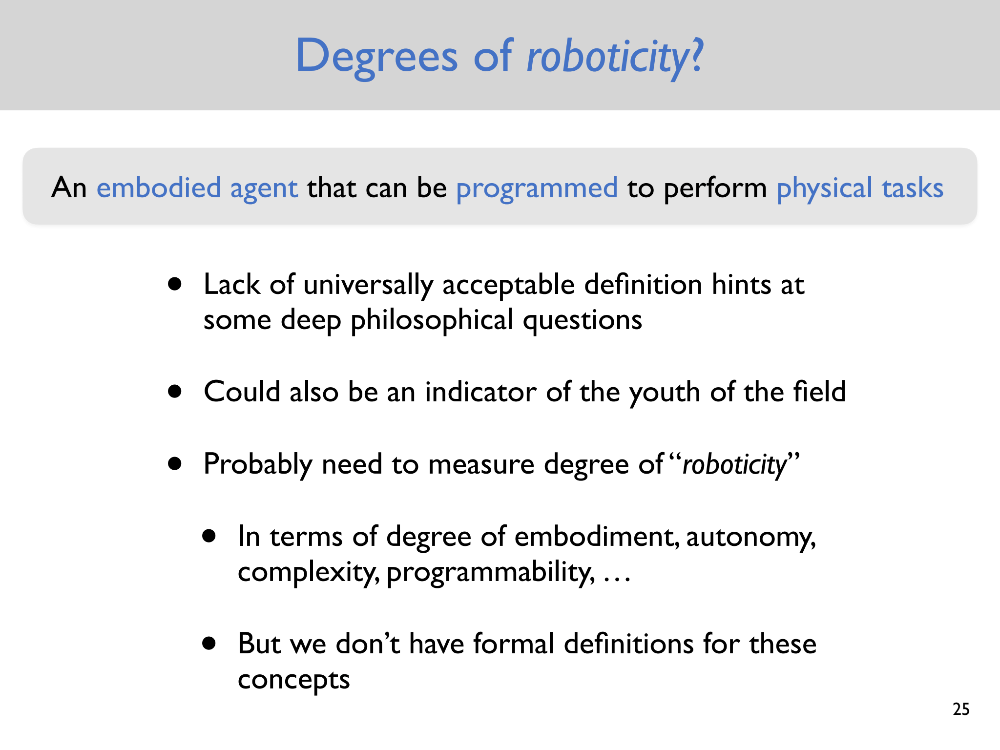 Degrees of roboticity?
An embodied agent that can be programmed to perform physical tasks
• Lack of universally acceptable definition hints at
some deep philosophical questions
• Could also be an indicator of the youth of the field
• Probably need to measure degree of “roboticity”
• In terms of degree of embodiment, autonomy,
complexity, programmability, …
• But we don’t have formal definitions for these
concepts
25